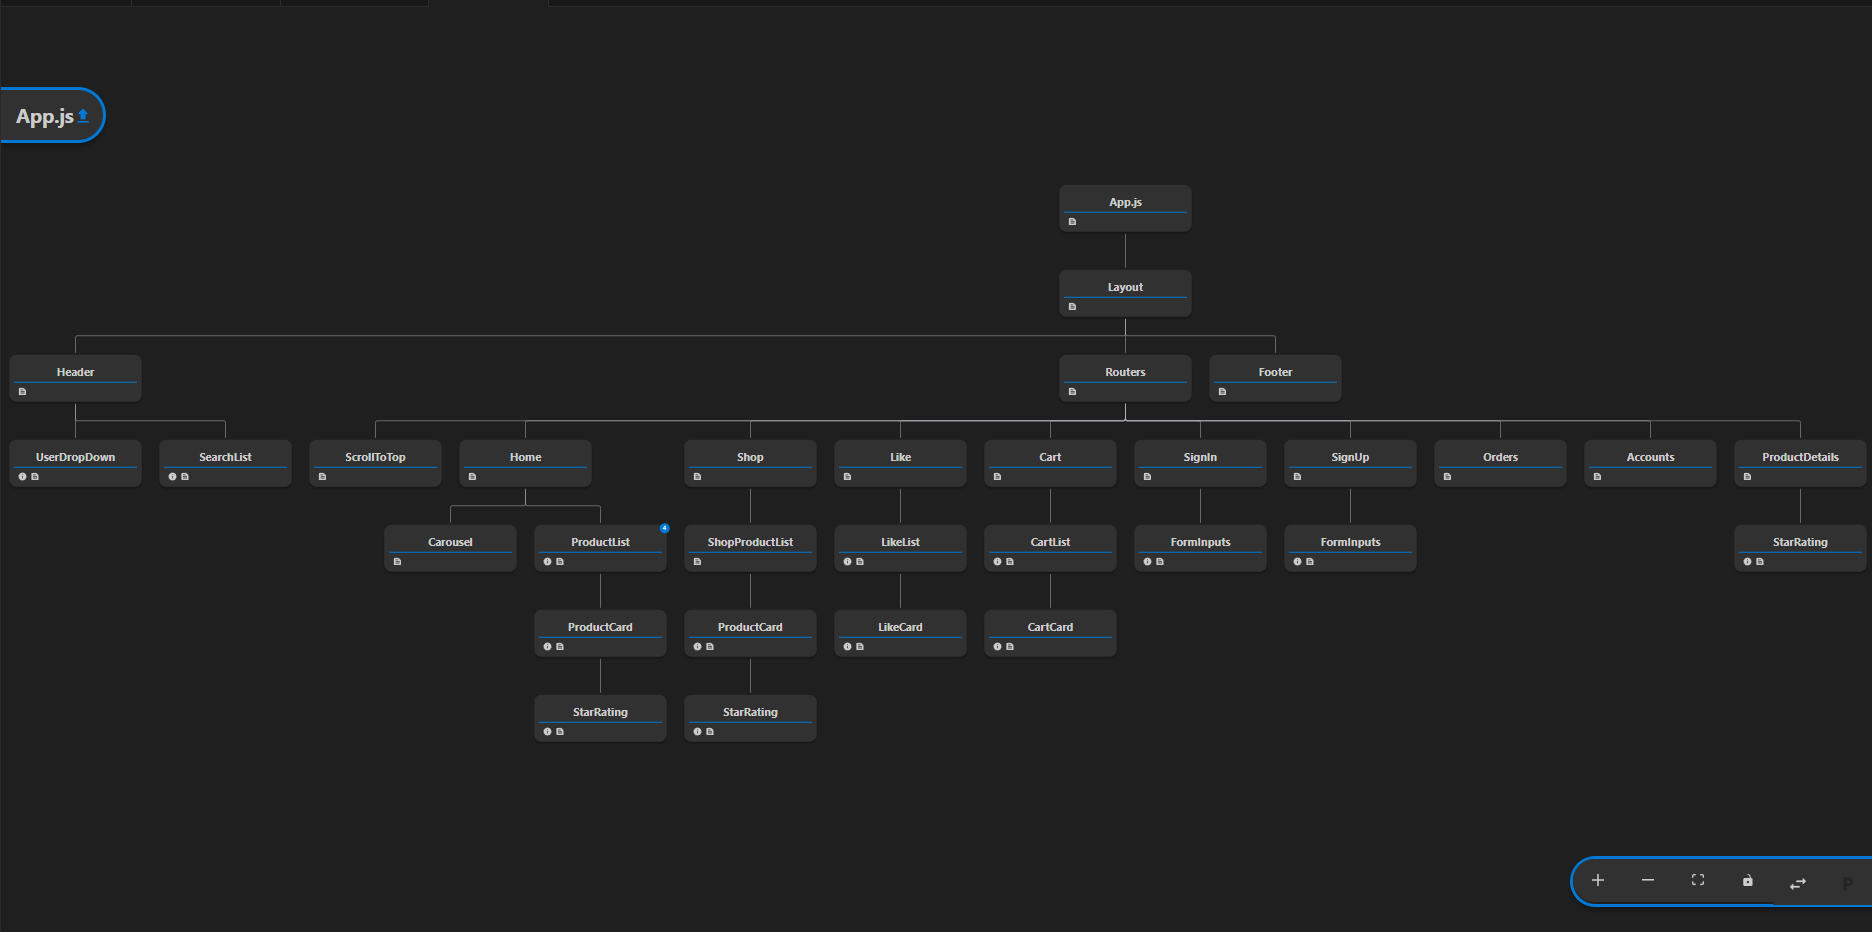 App.js
App.js
Layout
Header
Routers
Footer
UserDropDown
SearchList
ScrollToTop
Home
Shop
Like
Cart
SignIn
SignUp
Orders
Accounts
ProductDetails
Carousel
ProductList
4
ShopProductList
LikeList
CartList
FormInputs
FormInputs
StarRating
ProductCard
ProductCard
LikeCard
CartCard
StarRating
StarRating
P